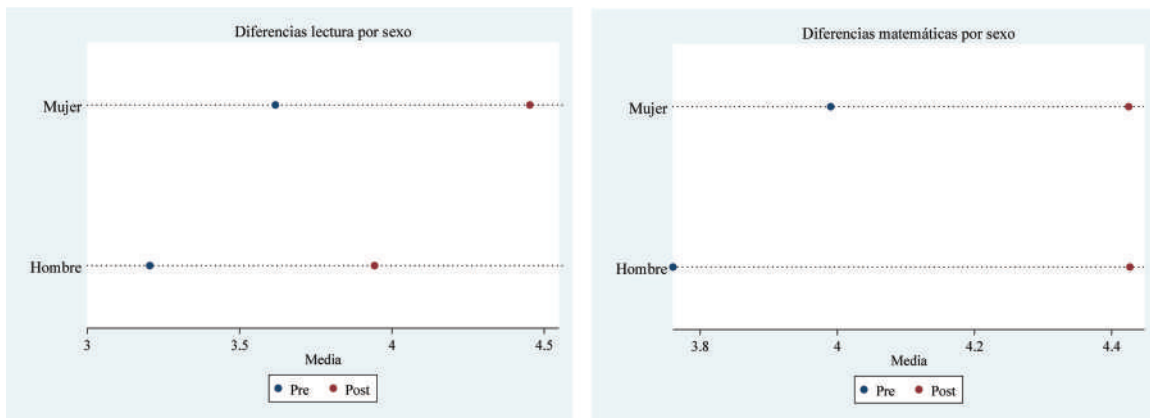 Diferencias lectura por sexo
Mujer
Hombre
3 3.5 4 4.5
Media
Pre Post
Diferencias matemáticas por sexo
Mujer
Hombre
3.8 4 4.2 4.4
Media
Pre Post